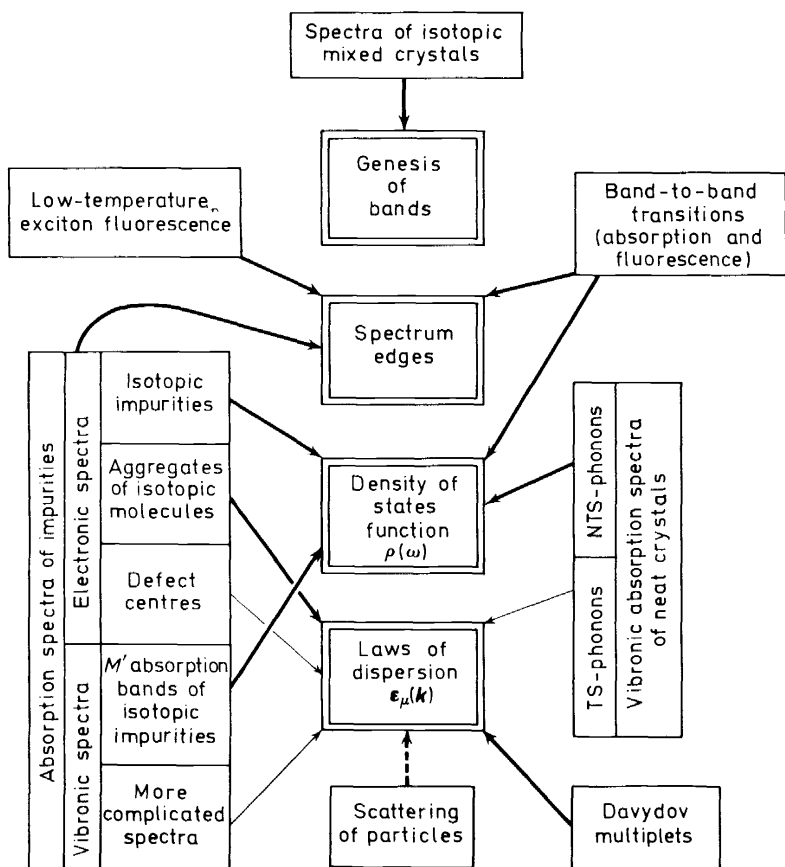 Spectra of isotopic
mixed crystals
Genesis
of
bands
Low-temperature
exciton fluorescence
Band-to-band
transitions
(absorption and
fluorescence)
Spectrum
edges
Absorption spectra of impurities
Electronic spectra
Isotopic
impurities
Aggregates
of isotopic
molecules
Defect
centres
Vibronic spectra
M′ absorption
bands of
isotopic
impurities
More
complicated
spectra
Density of
states
function
ρ(ω)
Laws of
dispersion
ε_μ(k)
NTS-phonons
TS-phonons
Vibronic absorption spectra
of neat crystals
Scattering
of particles
Davydov
multiplets